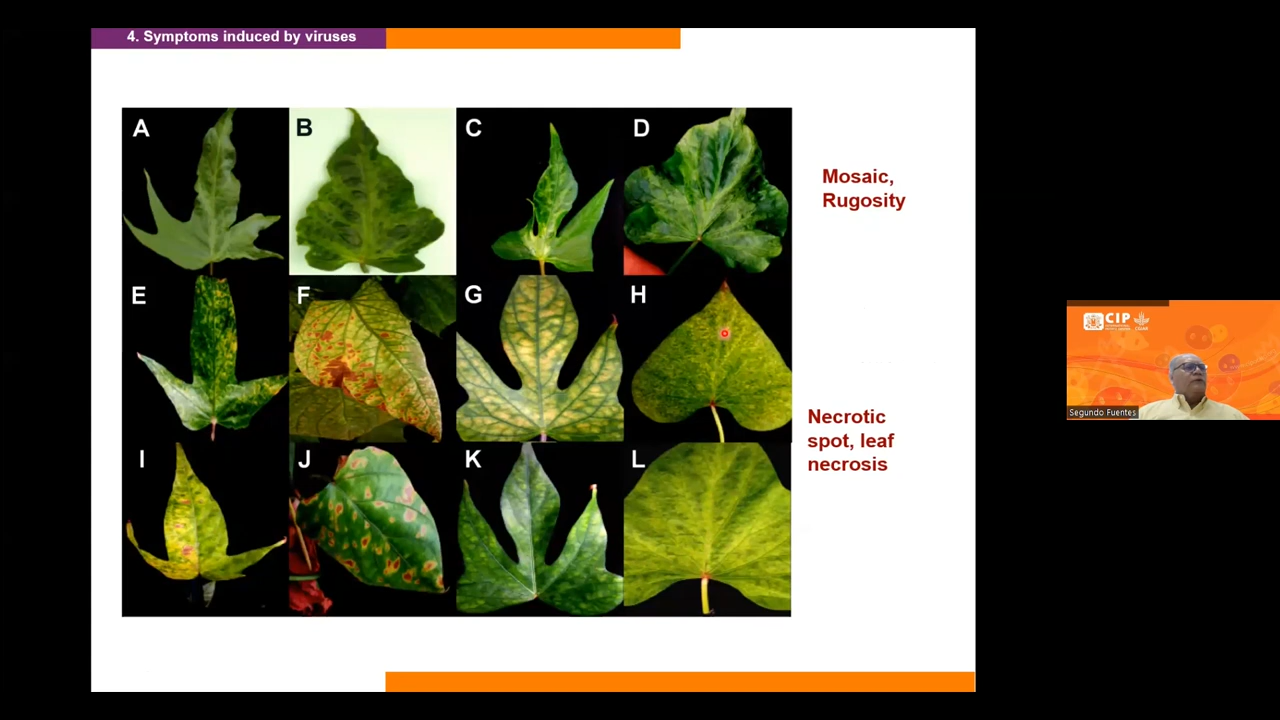 4. Symptoms induced by viruses
A
B
C
D
Mosaic,
Rugosity
E
F
G
H
Necrotic
spot, leaf
necrosis
I
J
K
L
CIP
Segundo Fuentes